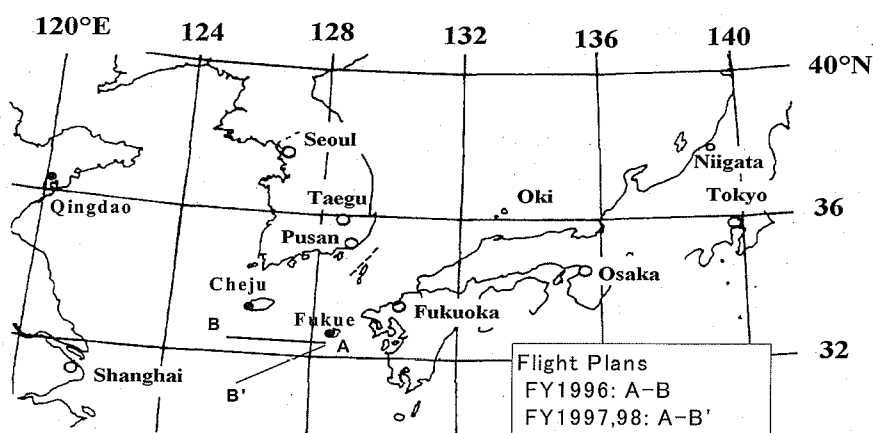 120°E 124 128 132 136 140
40°N
Seoul
Niigata
Taegu
Oki
Tokyo
36
Qingdao
Pusan
Cheju
Osaka
B
Fukue
Fukuoka
A
32
Shanghai
B'
Flight Plans
FY1996: A-B
FY1997,98: A-B'